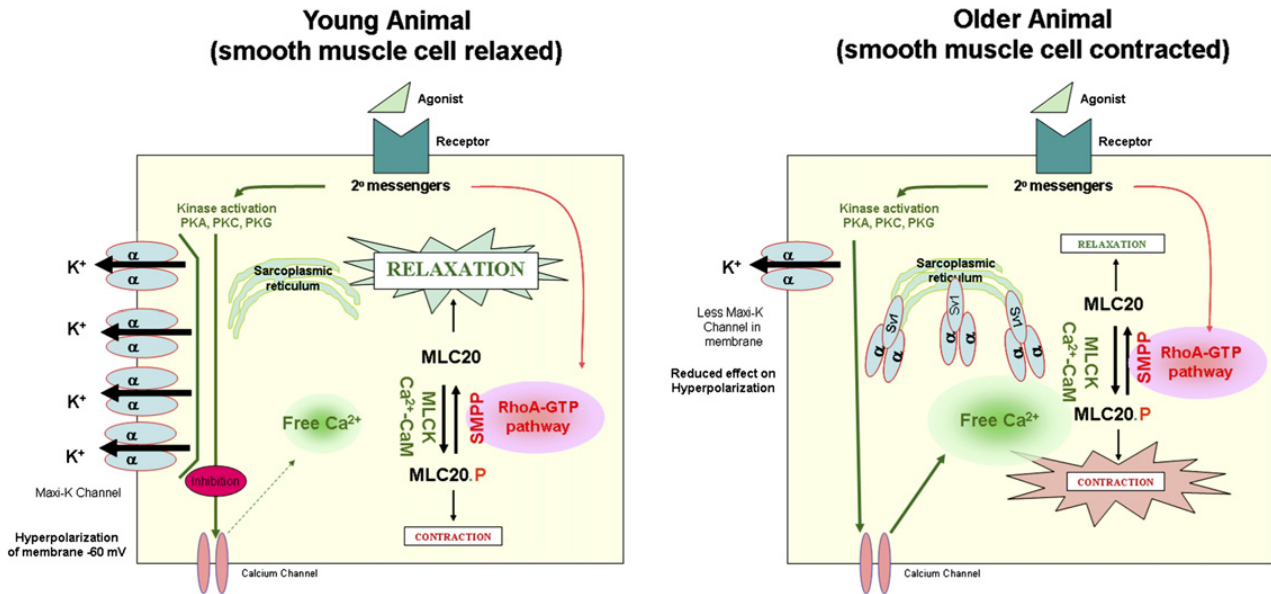 Young Animal
(smooth muscle cell relaxed)
Agonist
Receptor
2º messengers
Kinase activation
PKA, PKC, PKG
α
K⁺
α
Sarcoplasmic
reticulum
RELAXATION
α
K⁺
α
MLC20
α
K⁺
α
Free Ca²⁺
MLCK
Ca²⁺-CaM
SMPP
RhoA-GTP
pathway
α
K⁺
α
MLC20.P
Inhibition
Maxi-K Channel
CONTRACTION
Hyperpolarization
of membrane -60 mV
Calcium Channel
Older Animal
(smooth muscle cell contracted)
Agonist
Receptor
2º messengers
Kinase activation
PKA, PKC, PKG
RELAXATION
α
K⁺
α
Sarcoplasmic
reticulum
Sv1
Sv1
Sv1
α
α
α
α
α
α
Less Maxi-K
Channel in
membrane
Reduced effect on
Hyperpolarization
MLC20
MLCK
Ca²⁺-CaM
SMPP
RhoA-GTP
pathway
Free Ca²⁺
MLC20.P
CONTRACTION
Calcium Channel